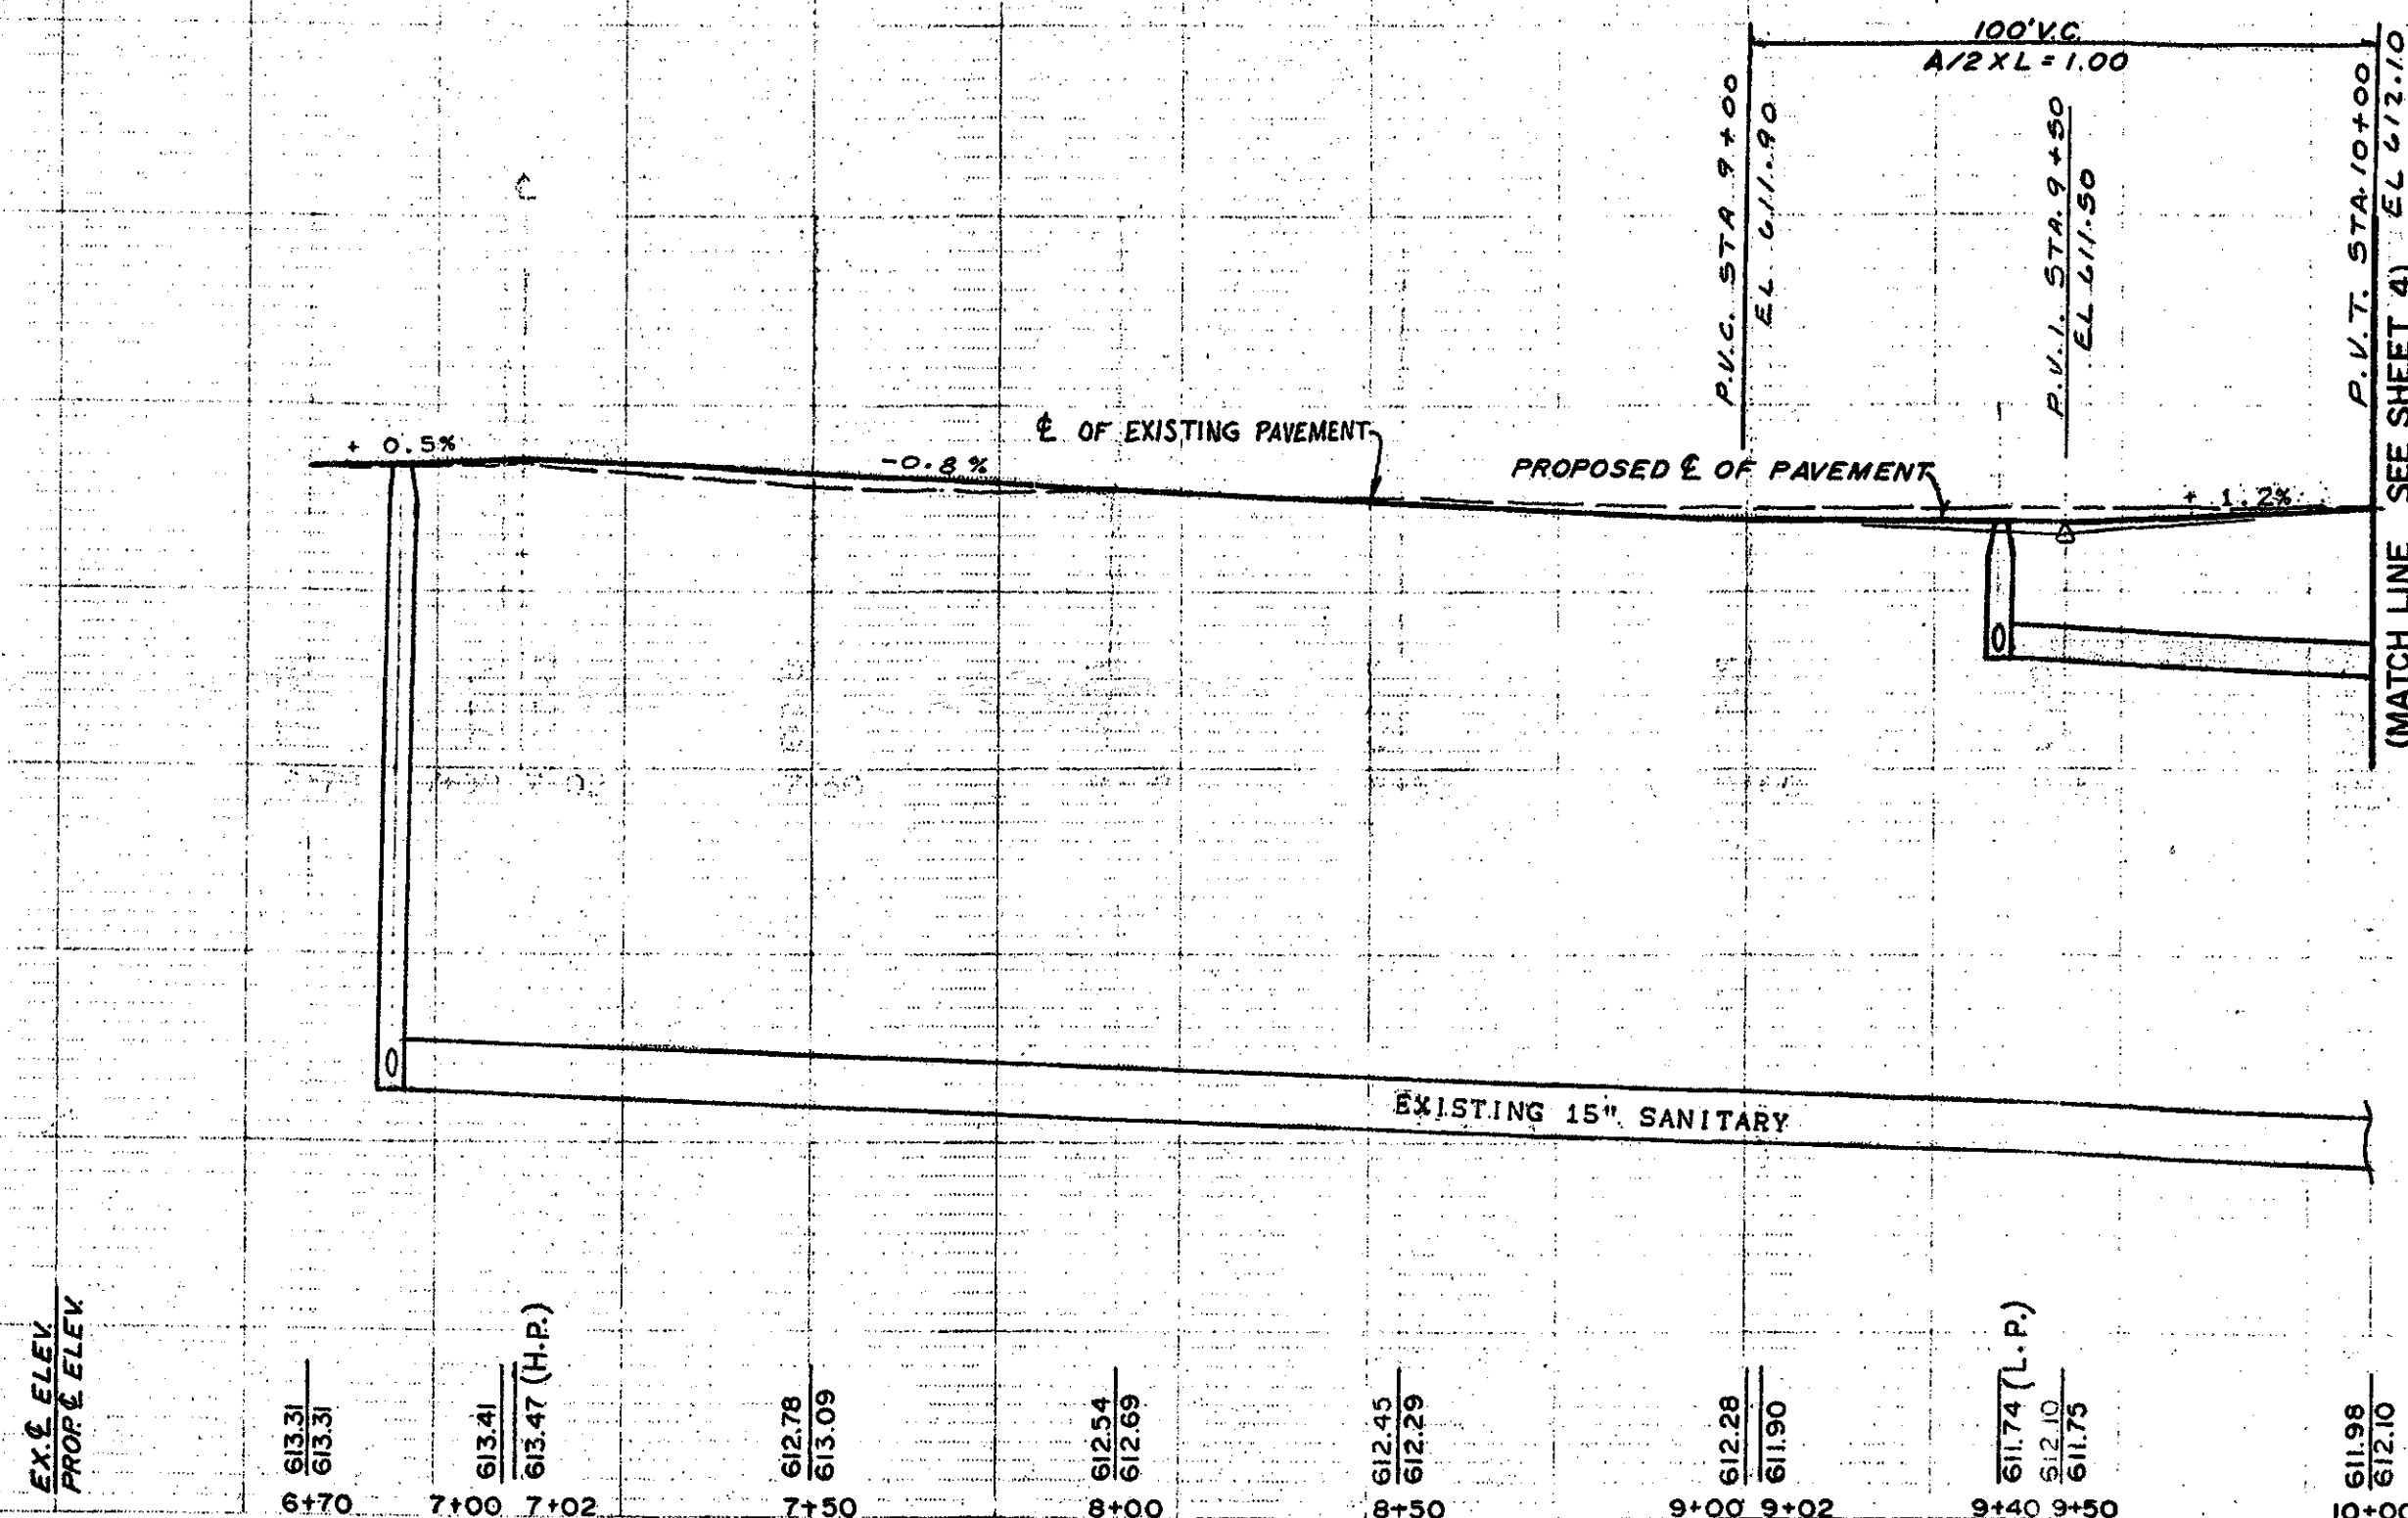 100' V.C.
A/2 X L = 1.00
P.V.C. STA 9+00
EL 611.90
P.V.I. STA. 9+50
EL 611.50
P.V.T. STA. 10+00
EL 612.10
(MATCH LINE SEE SHEET 4)
+ 0.5%
-0.8%
℄ OF EXISTING PAVEMENT
PROPOSED ℄ OF PAVEMENT
+ 1.2%
EXISTING 15" SANITARY
EX. ℄ ELEV.
PROP. ℄ ELEV.
613.31
613.31
613.41
613.47 (H.P.)
612.78
613.09
612.54
612.69
612.45
612.29
612.28
611.90
611.74 (L.P.)
612.10
611.75
611.98
612.10
6+70 7+00 7+02 7+50 8+00 8+50 9+00 9+02 9+40 9+50 10+00